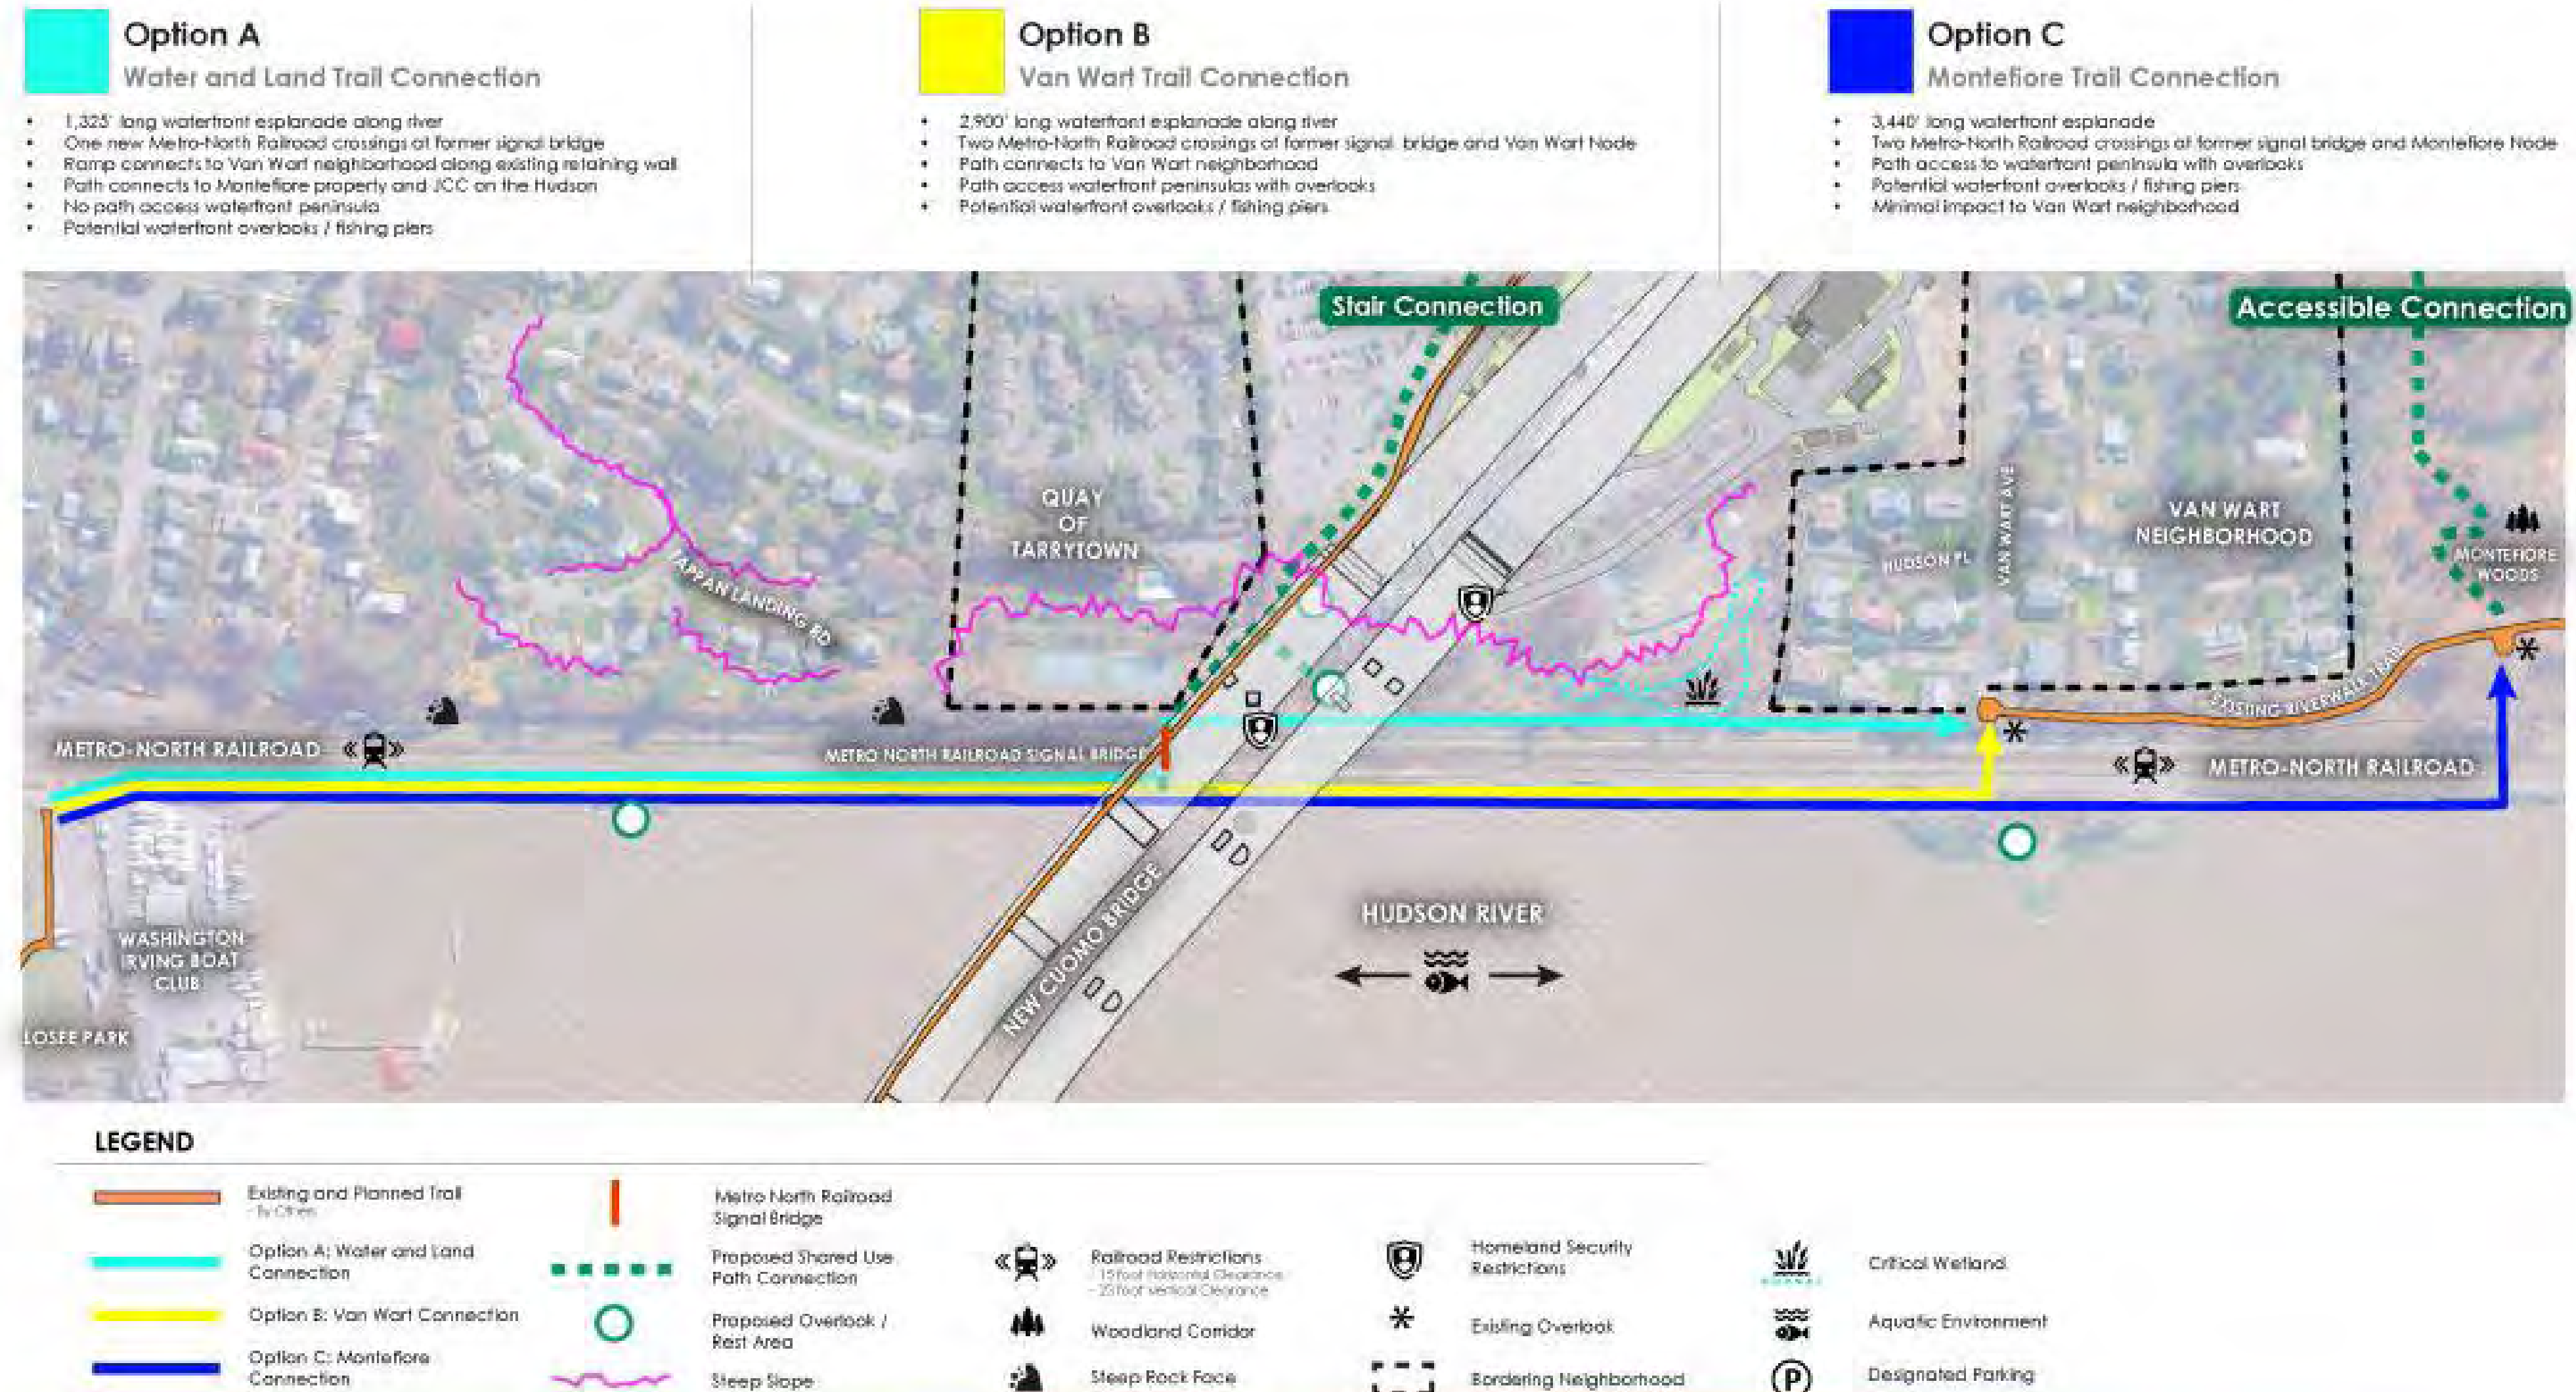 Option A
Water and Land Trail Connection
• 1,325' long waterfront esplanade along river
• One new Metro-North Railroad crossings at former signal bridge
• Ramp connects to Van Wart neighborhood along existing retaining wall
• Path connects to Montefiore property and JCC on the Hudson
• No path access waterfront peninsula
• Potential waterfront overlooks / fishing piers
Option B
Van Wart Trail Connection
• 2,900' long waterfront esplanade along river
• Two Metro-North Railroad crossings at former signal bridge and Van Wart Node
• Path connects to Van Wart neighborhood
• Path access waterfront peninsulas with overlooks
• Potential waterfront overlooks / fishing piers
Option C
Montefiore Trail Connection
• 3,440' long waterfront esplanade
• Two Metro-North Railroad crossings at former signal bridge and Montefiore Node
• Path access to waterfront peninsula with overlooks
• Potential waterfront overlooks / fishing piers
• Minimal impact to Van Wart neighborhood
Stair Connection
Accessible Connection
QUAY
OF
TARRYTOWN
TAPPAN LANDING RD
HUDSON PL
VAN WART AVE
VAN WART
NEIGHBORHOOD
MONTEFIORE
WOODS
EXISTING RIVERWALK TRAIL
METRO-NORTH RAILROAD
METRO NORTH RAILROAD SIGNAL BRIDGE
METRO-NORTH RAILROAD
WASHINGTON
IRVING BOAT
CLUB
LOSEE PARK
NEW CUOMO BRIDGE
HUDSON RIVER
LEGEND
Existing and Planned Trail
- By Others
Option A: Water and Land
Connection
Option B: Van Wart Connection
Option C: Montefiore
Connection
Metro North Railroad
Signal Bridge
Proposed Shared Use
Path Connection
Proposed Overlook /
Rest Area
Steep Slope
Railroad Restrictions
- 15 foot Horizontal Clearance
- 23 foot Vertical Clearance
Woodland Corridor
Steep Rock Face
Homeland Security
Restrictions
Existing Overlook
Bordering Neighborhood
Critical Wetland
Aquatic Environment
P
Designated Parking